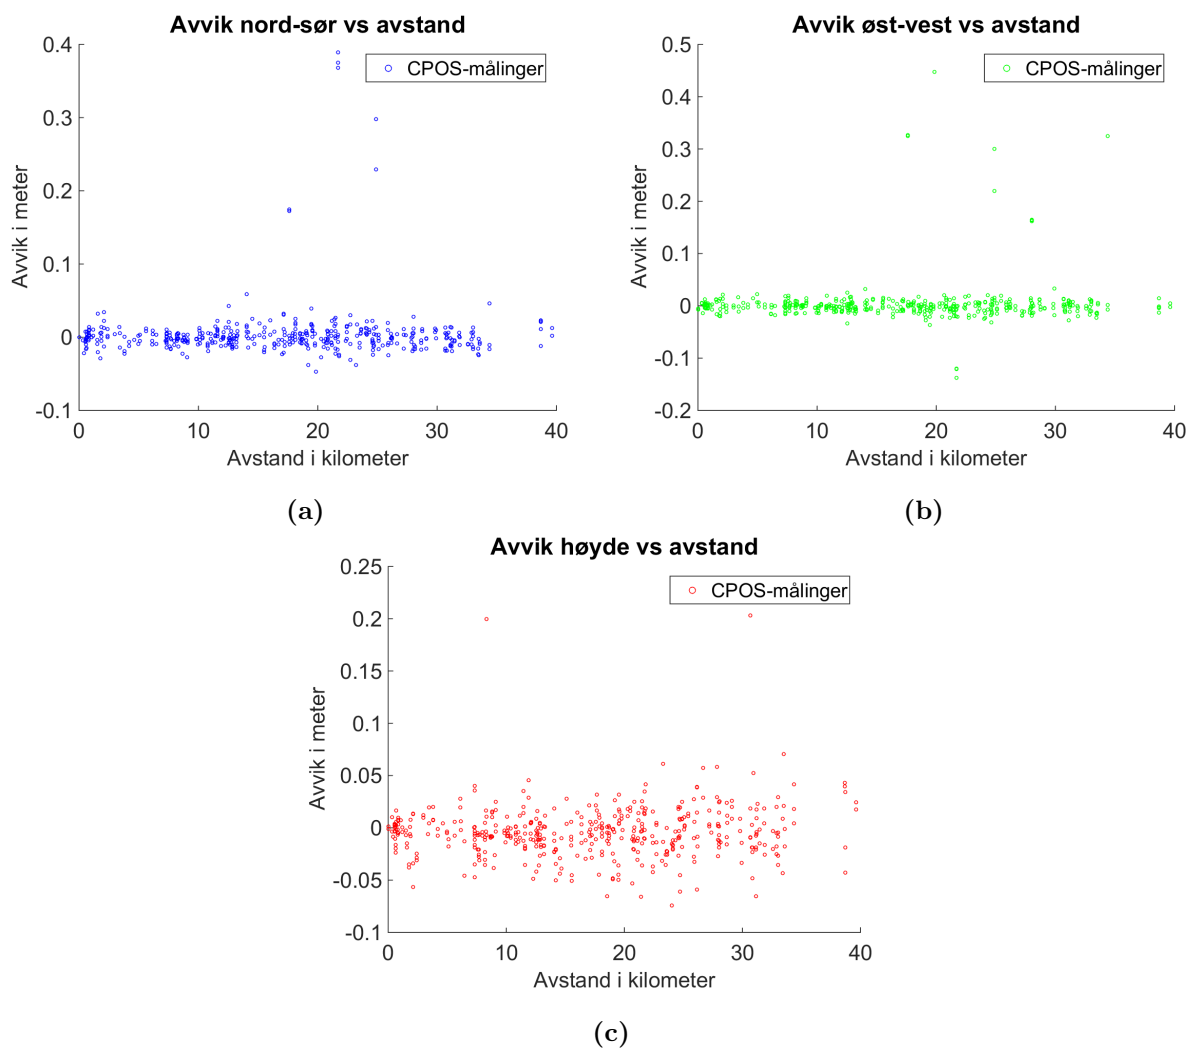 Avvik nord-sør vs avstand
0.4
0.3
0.2
0.1
0
-0.1
Avvik i meter
CPOS-målinger
0 10 20 30 40
Avstand i kilometer
(a)
Avvik øst-vest vs avstand
0.5
0.4
0.3
0.2
0.1
0
-0.1
-0.2
Avvik i meter
CPOS-målinger
0 10 20 30 40
Avstand i kilometer
(b)
Avvik høyde vs avstand
0.25
0.2
0.15
0.1
0.05
0
-0.05
-0.1
Avvik i meter
CPOS-målinger
0 10 20 30 40
Avstand i kilometer
(c)